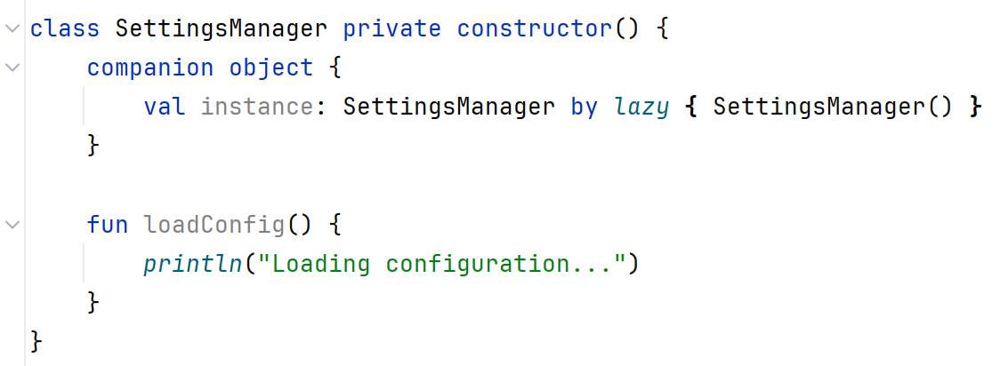 class SettingsManager private constructor() {
    companion object {
        val instance: SettingsManager by lazy { SettingsManager() }
    }

    fun loadConfig() {
        println("Loading configuration...")
    }
}